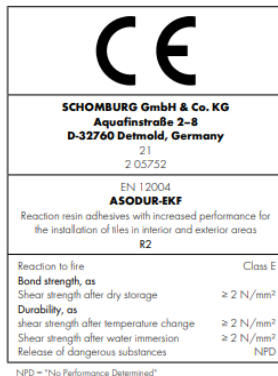 CE
SCHOMBURG GmbH & Co. KG
Aquafinstraße 2–8
D-32760 Detmold, Germany
21
2 05752
EN 12004
ASODUR-EKF
Reaction resin adhesives with increased performance for
the installation of tiles in interior and exterior areas
R2
Reaction to fire Class E
Bond strength, as
Shear strength after dry storage ≥ 2 N/mm²
Durability, as
shear strength after temperature change ≥ 2 N/mm²
Shear strength after water immersion ≥ 2 N/mm²
Release of dangerous substances NPD
NPD = "No Performance Determined"